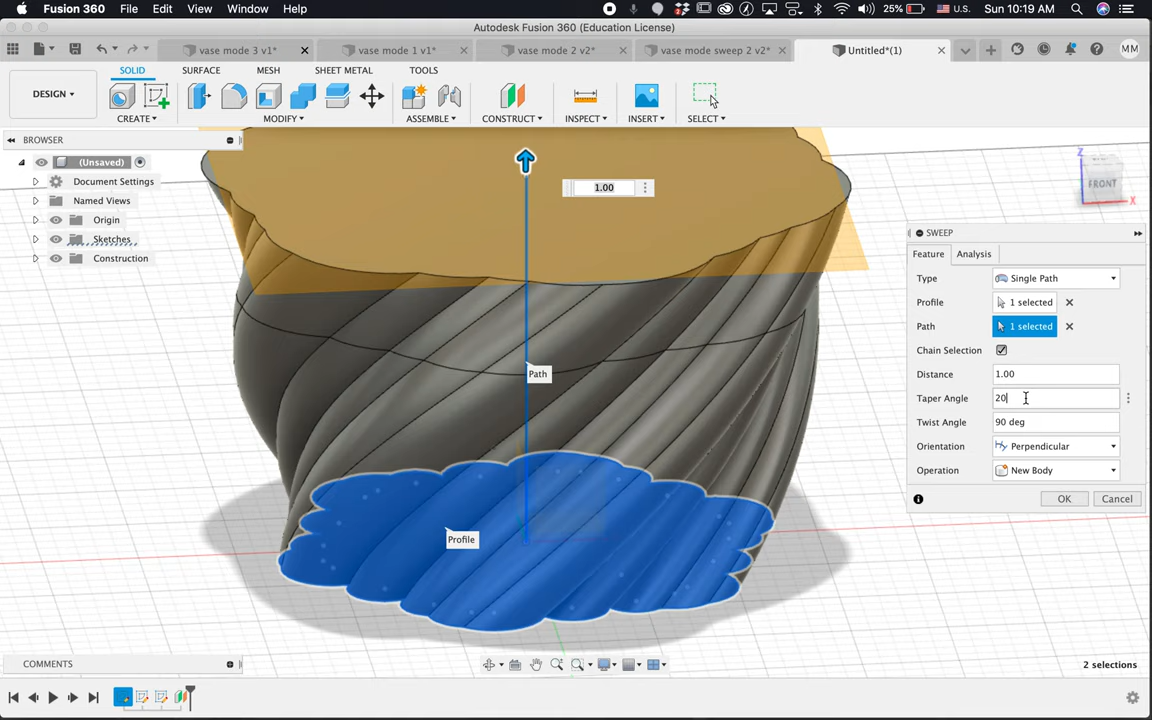 Fusion 360 File Edit View Window Help 25% U.S. Sun 10:19 AM
Autodesk Fusion 360 (Education License)
vase mode 3 v1* vase mode 1 v1* vase mode 2 v2* vase mode sweep 2 v2* Untitled*(1) MM
SOLID SURFACE MESH SHEET METAL TOOLS
DESIGN
CREATE MODIFY ASSEMBLE CONSTRUCT INSPECT INSERT SELECT
BROWSER
(Unsaved)
Document Settings
Named Views
Origin
Sketches
Construction
1.00
Path
Profile
Z
FRONT
X
SWEEP
Feature Analysis
Type Single Path
Profile 1 selected
Path 1 selected
Chain Selection
Distance 1.00
Taper Angle 20
Twist Angle 90 deg
Orientation Perpendicular
Operation New Body
OK Cancel
COMMENTS
2 selections